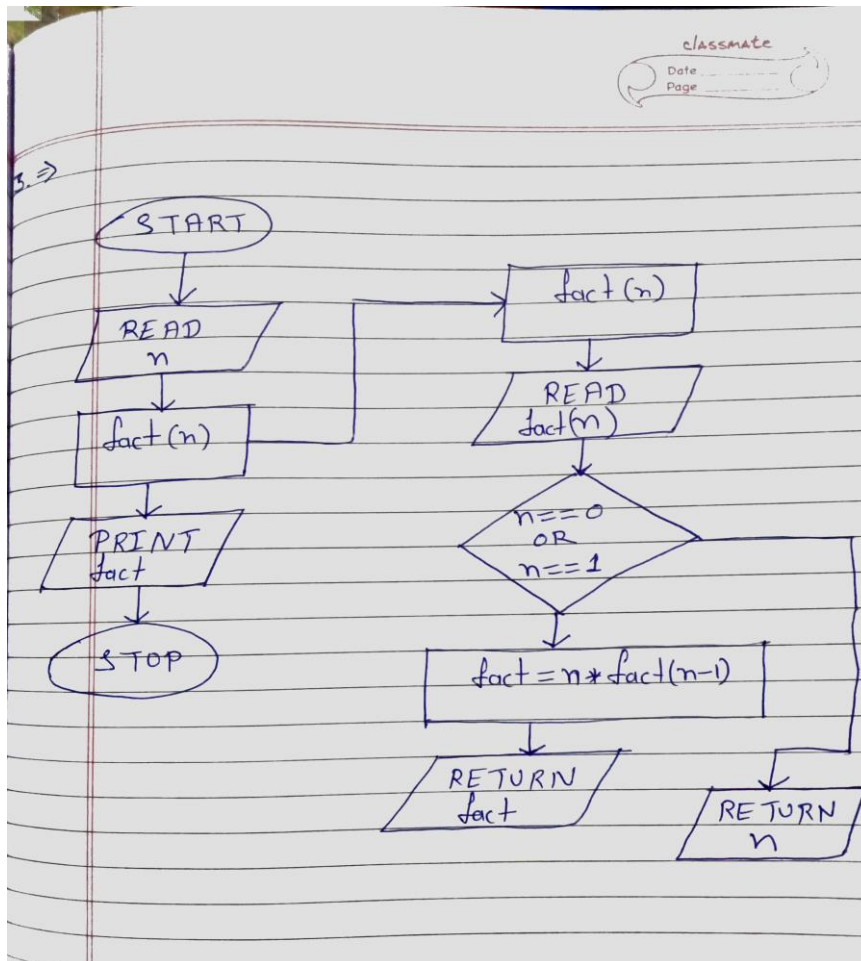 classmate
Date
Page
3. ⇒
START
READ
n
fact (n)
PRINT
fact
STOP
fact (n)
READ
fact(n)
n==0
OR
n==1
fact = n * fact(n-1)
RETURN
fact
RETURN
n